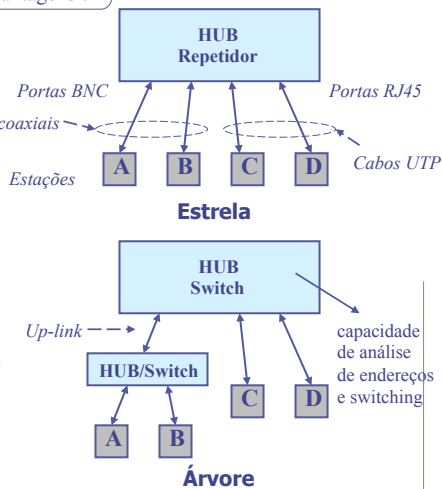 HUB
Repetidor
Portas BNC
Portas RJ45
coaxiais
A
B
C
D
Cabos UTP
Estações
Estrela
HUB
Switch
Up-link
capacidade
de análise
de endereços
e switching
HUB/Switch
C
D
A
B
Árvore